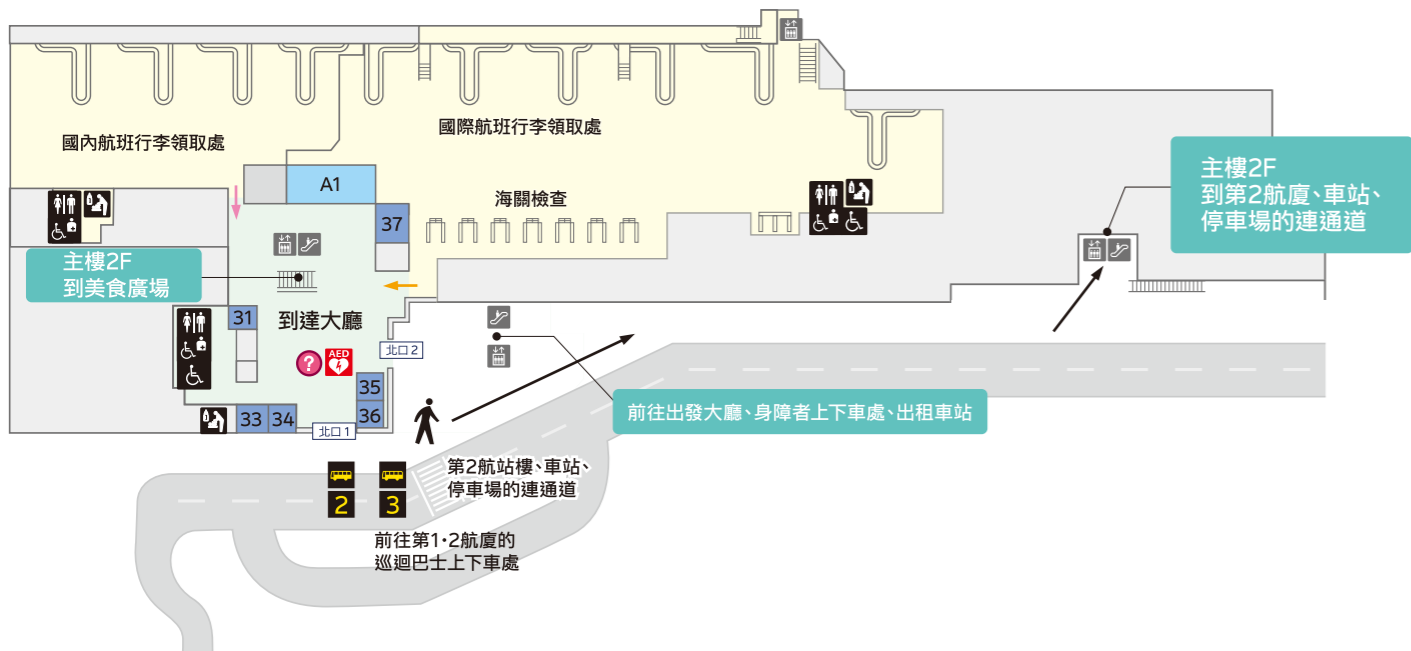 國內航班行李領取處
國際航班行李領取處
A1
海關檢查
37
主樓2F
到第2航廈、車站、
停車場的連通道
主樓2F
到美食廣場
31
到達大廳
?
AED
北口2
35
36
33
34
北口1
前往出發大廳、身障者上下車處、出租車站
2
3
第2航站樓、車站、
停車場的連通道
前往第1・2航廈的
巡迴巴士上下車處